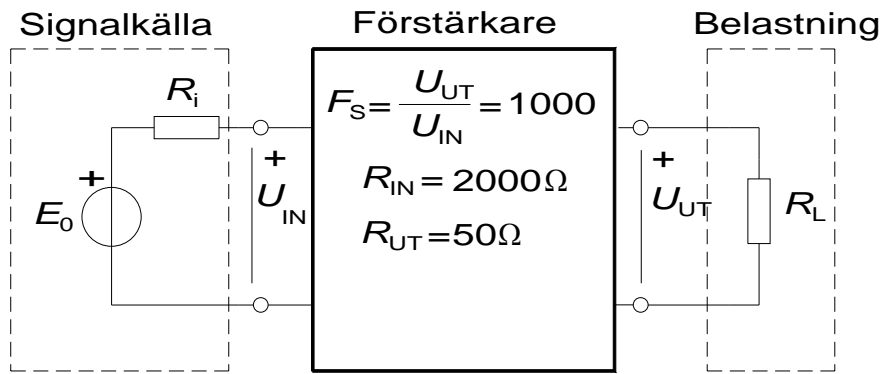 Signalkälla
Förstärkare
Belastning
Ri
+
E0
+
UIN
FS = UUT / UIN = 1000
RIN = 2000Ω
RUT = 50Ω
+
UUT
RL